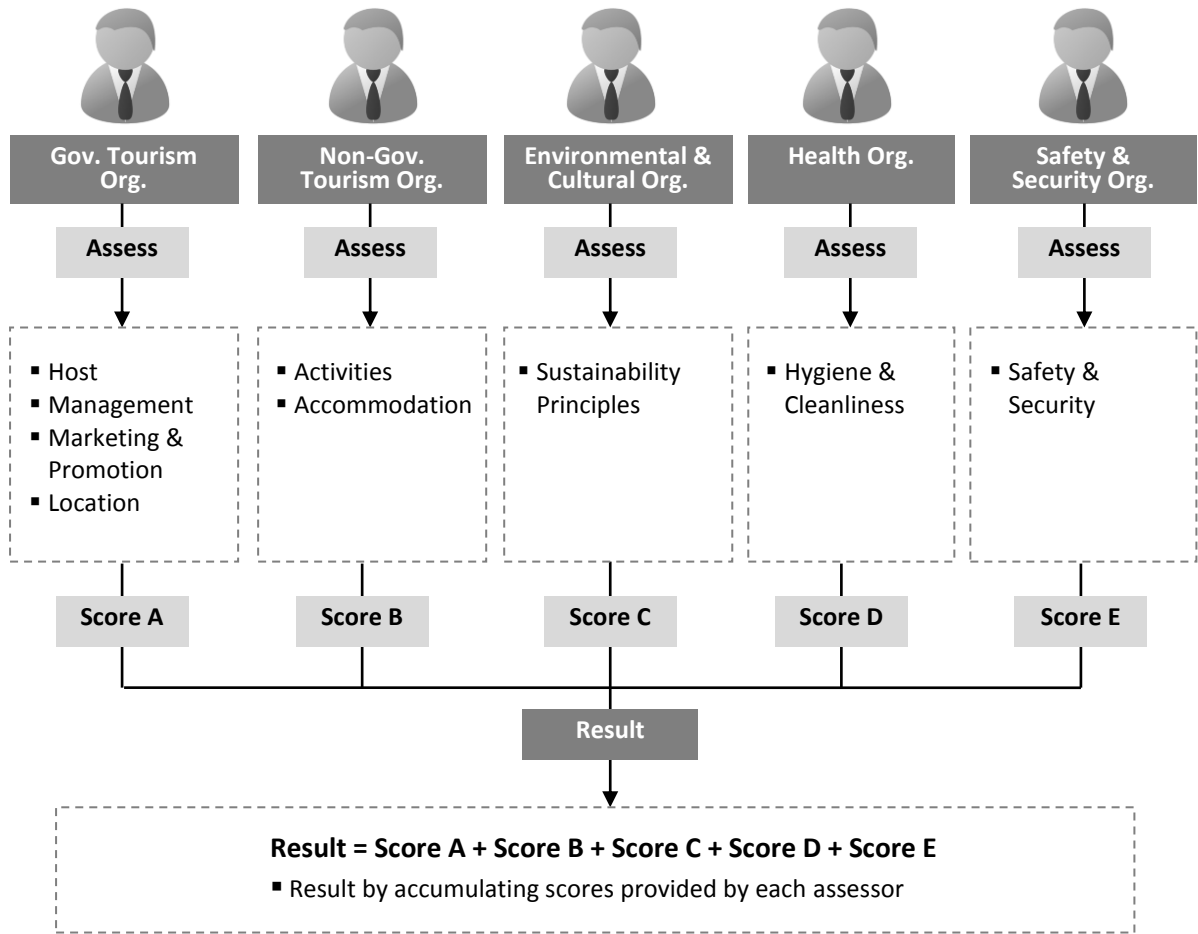 Gov. Tourism
Org.
Non-Gov.
Tourism Org.
Environmental &
Cultural Org.
Health Org.
Safety &
Security Org.
Assess
Assess
Assess
Assess
Assess
▪ Host
▪ Management
▪ Marketing &
Promotion
▪ Location
▪ Activities
▪ Accommodation
▪ Sustainability
Principles
▪ Hygiene &
Cleanliness
▪ Safety &
Security
Score A
Score B
Score C
Score D
Score E
Result
Result = Score A + Score B + Score C + Score D + Score E
▪ Result by accumulating scores provided by each assessor